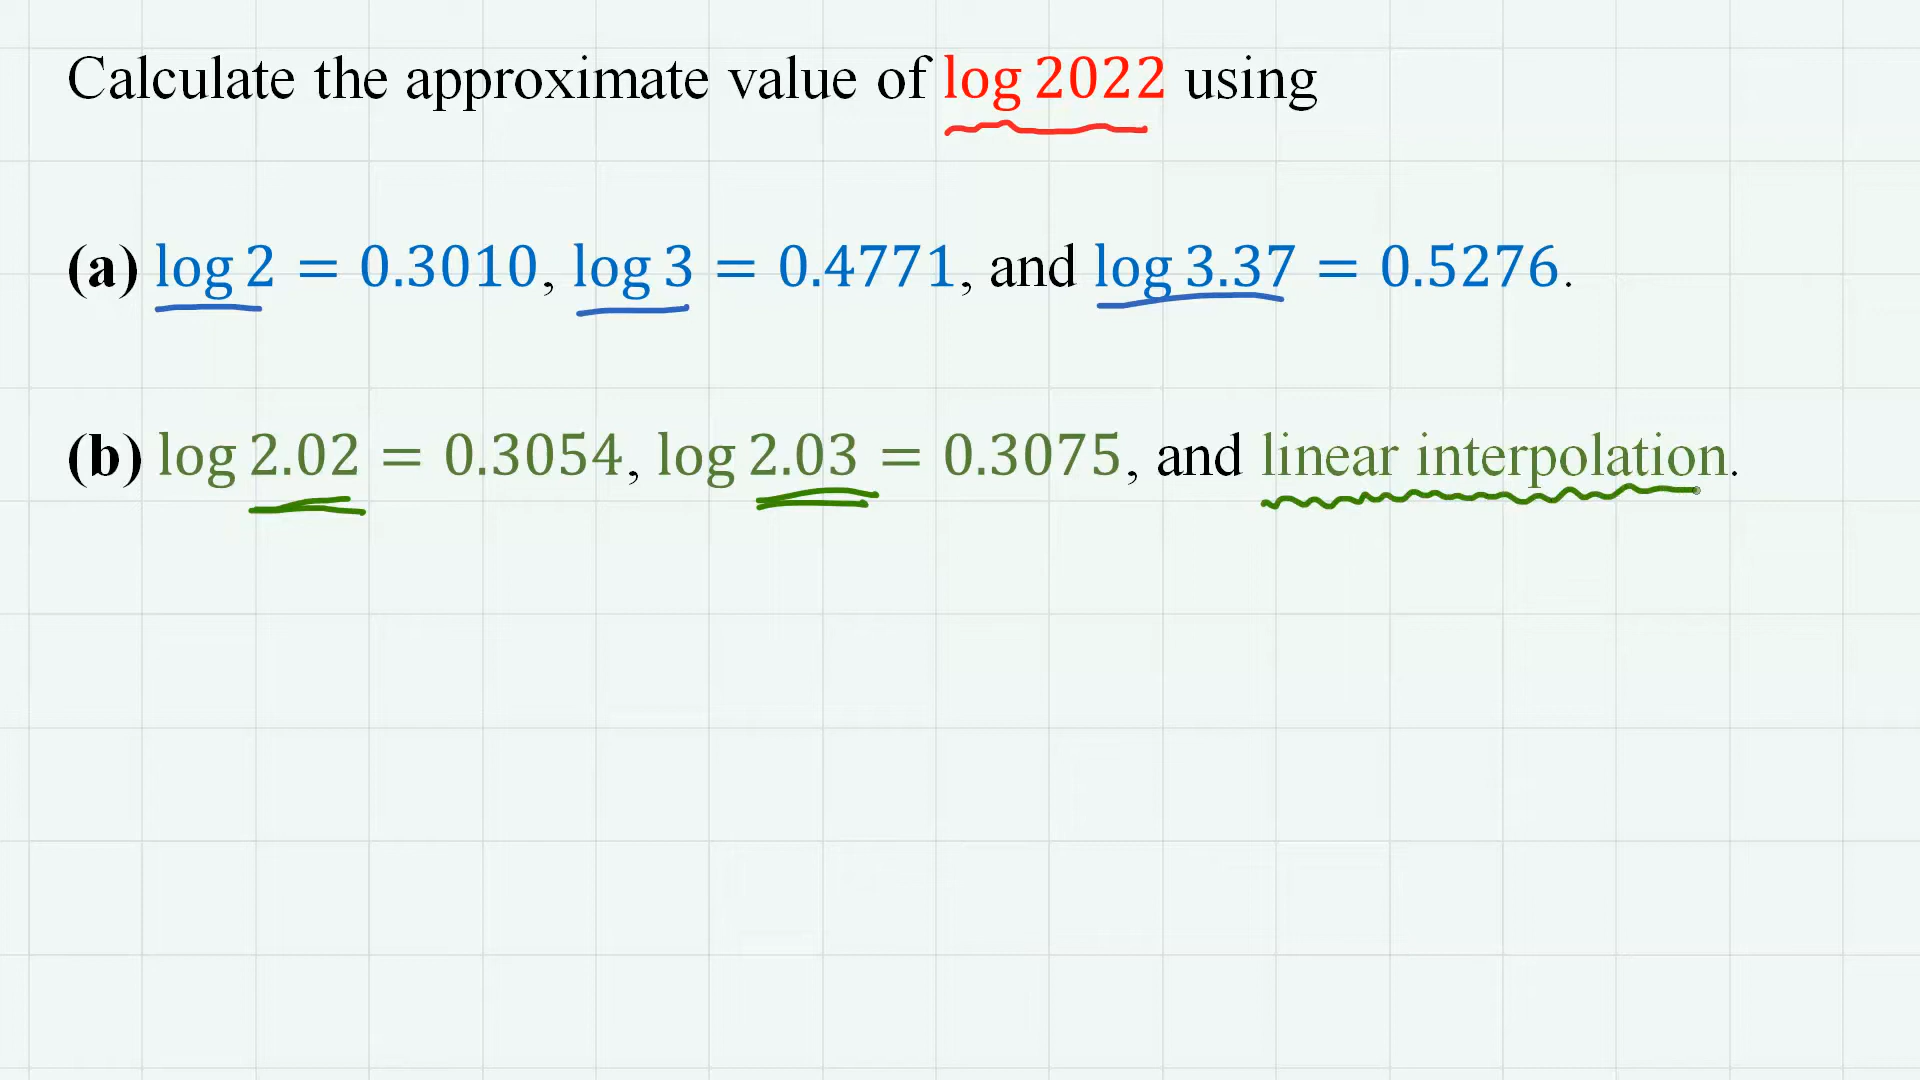 Calculate the approximate value of log 2022 using
(a) log 2 = 0.3010, log 3 = 0.4771, and log 3.37 = 0.5276.
(b) log 2.02 = 0.3054, log 2.03 = 0.3075, and linear interpolation.